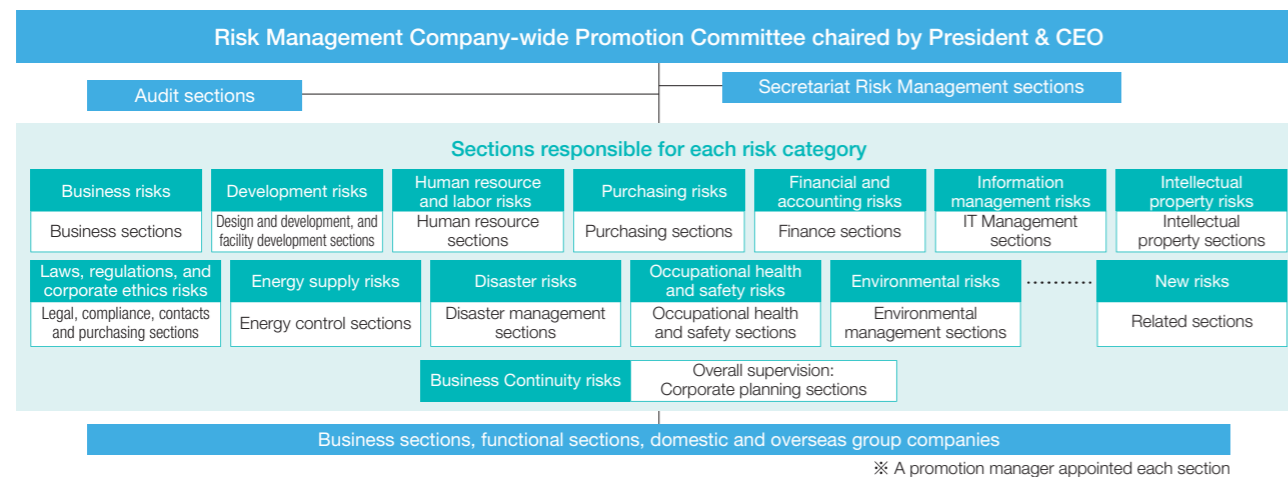 Risk Management Company-wide Promotion Committee chaired by President & CEO
Audit sections
Secretariat Risk Management sections
Sections responsible for each risk category
Business risks
Business sections
Development risks
Design and development, and
facility development sections
Human resource
and labor risks
Human resource
sections
Purchasing risks
Purchasing sections
Financial and
accounting risks
Finance sections
Information
management risks
IT Management
sections
Intellectual
property risks
Intellectual
property sections
Laws, regulations, and
corporate ethics risks
Legal, compliance, contacts
and purchasing sections
Energy supply risks
Energy control sections
Disaster risks
Disaster management
sections
Occupational health
and safety risks
Occupational health
and safety sections
Environmental risks
Environmental
management sections
··········
New risks
Related sections
Business Continuity risks
Overall supervision:
Corporate planning sections
Business sections, functional sections, domestic and overseas group companies
※ A promotion manager appointed each section